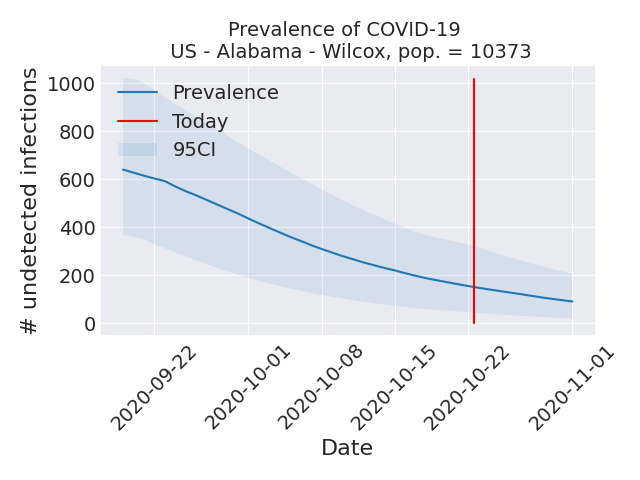 Prevalence of COVID-19
US - Alabama - Wilcox, pop. = 10373
# undetected infections
1000
800
600
400
200
0
Prevalence
Today
95CI
2020-09-22
2020-10-01
2020-10-08
2020-10-15
2020-10-22
2020-11-01
Date